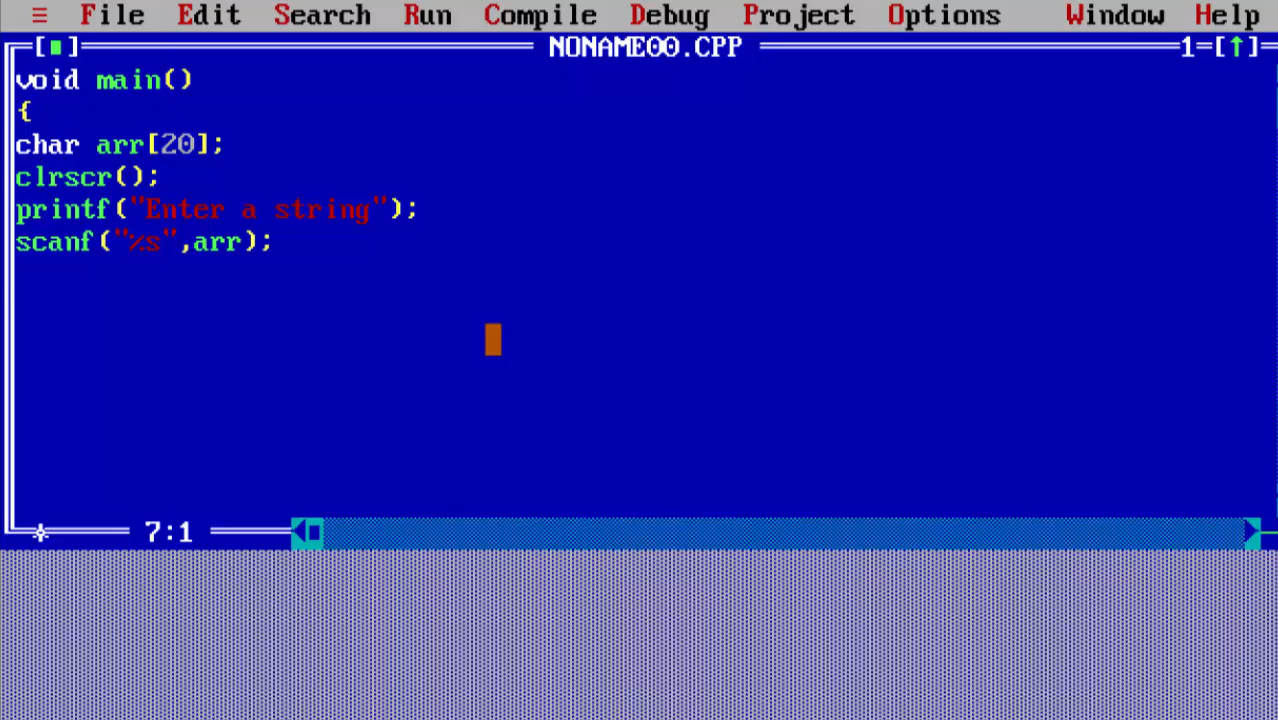 ≡ File Edit Search Run Compile Debug Project Options Window Help
[■] NONAME00.CPP 1=[↑]
void main()
{
char arr[20];
clrscr();
printf("Enter a string");
scanf("%s",arr);
7:1